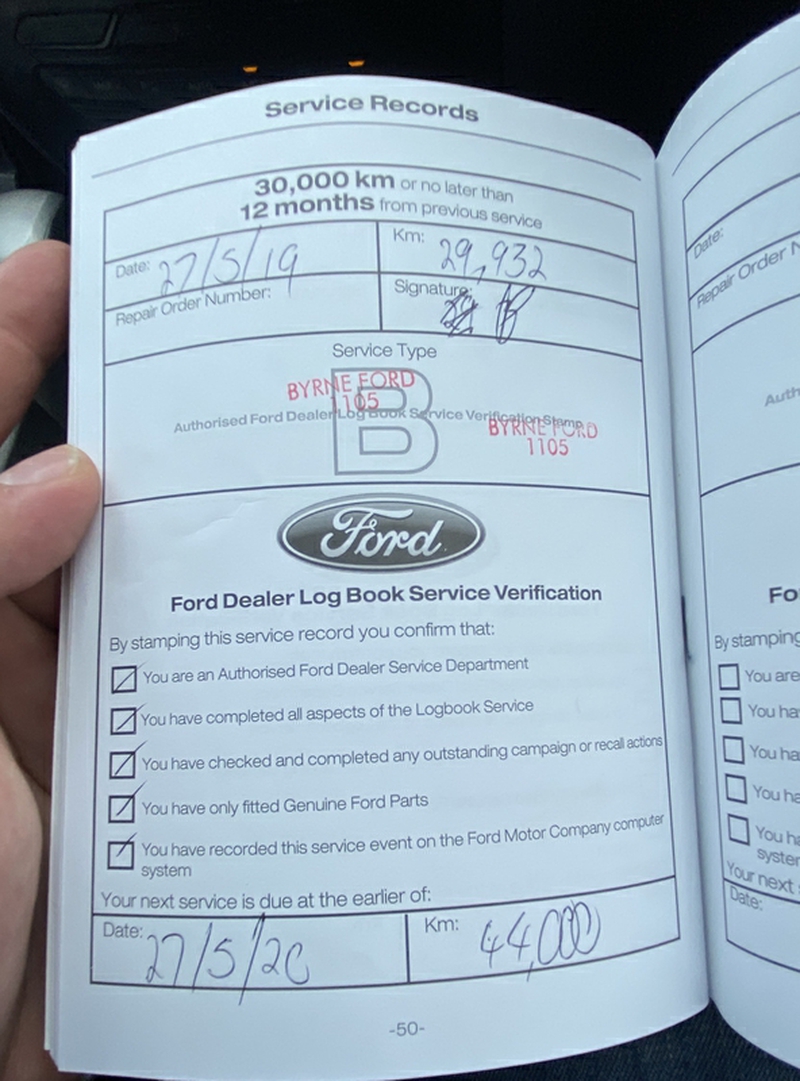 Service Records
30,000 km or no later than
12 months from previous service
Date: 27/5/19
Km: 29,932
Repair Order Number:
Signature:
Service Type
B
BYRNE FORD
1105
Authorised Ford Dealer Log Book Service Verification Stamp
BYRNE FORD
1105
Ford
Ford Dealer Log Book Service Verification
By stamping this service record you confirm that:
You are an Authorised Ford Dealer Service Department
You have completed all aspects of the Logbook Service
You have checked and completed any outstanding campaign or recall actions
You have only fitted Genuine Ford Parts
You have recorded this service event on the Ford Motor Company computer
system
Your next service is due at the earlier of:
Date: 27/5/20
Km: 44,000
-50-
Date:
Repair Order N
Auth
Fo
By stamping
You are
You ha
You ha
You ha
You ha
system
Your next
Date: